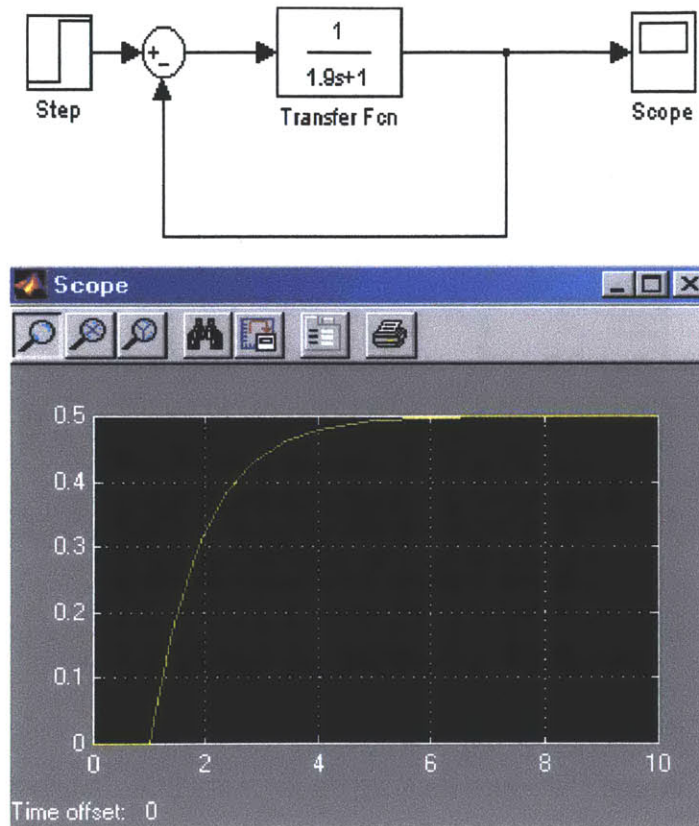 +
−
1
1.9s+1
Step
Transfer Fcn
Scope
Scope
0.5
0.4
0.3
0.2
0.1
0
0 2 4 6 8 10
Time offset: 0